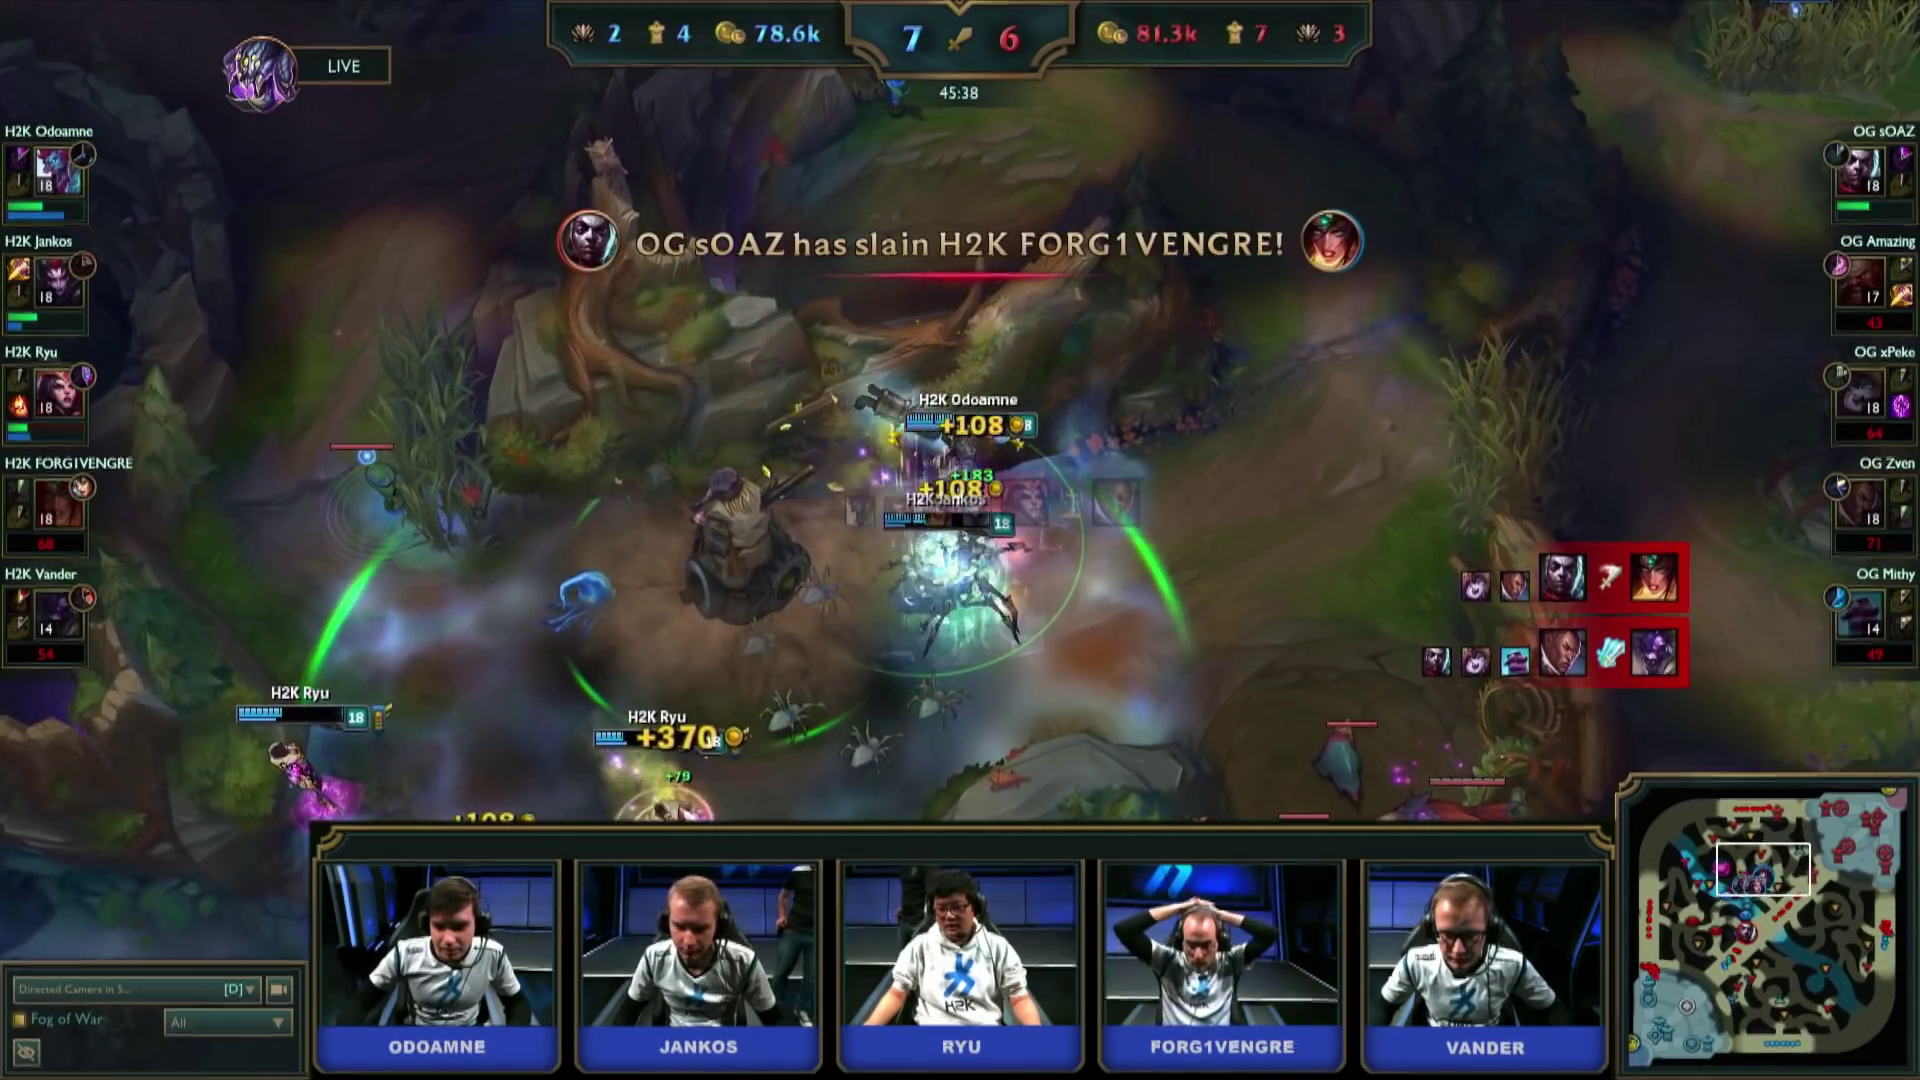 2 4 78.6k 7 6 81.3k 7 3
LIVE
45:38
H2K Odoamne
18
H2K Jankos
18
H2K Ryu
18
H2K FORG1VENGRE
18
68
H2K Vander
14
54
OG sOAZ
18
OG Amazing
17
43
OG xPeke
18
64
OG Zven
18
71
OG Mithy
14
49
OG sOAZ has slain H2K FORG1VENGRE!
H2K Odoamne
+108
8
+183
+108
H2K Jankos
18
H2K Ryu
18
H2K Ryu
+370
18
+79
+108
Directed Camera in S... [D]
Fog of War
All
H2K
ODOAMNE
JANKOS
RYU
FORG1VENGRE
VANDER